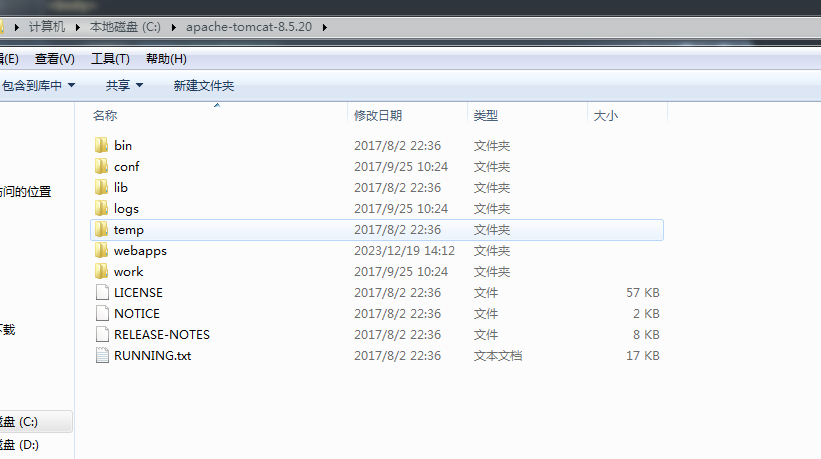 计算机 本地磁盘 (C:) apache-tomcat-8.5.20
(E) 查看(V) 工具(T) 帮助(H)
包含到库中 共享 新建文件夹
名称 修改日期 类型 大小
bin 2017/8/2 22:36 文件夹
conf 2017/9/25 10:24 文件夹
lib 2017/8/2 22:36 文件夹
问的位置
logs 2017/9/25 10:24 文件夹
temp 2017/8/2 22:36 文件夹
webapps 2023/12/19 14:12 文件夹
work 2017/9/25 10:24 文件夹
LICENSE 2017/8/2 22:36 文件 57 KB
NOTICE 2017/8/2 22:36 文件 2 KB
载
RELEASE-NOTES 2017/8/2 22:36 文件 8 KB
RUNNING.txt 2017/8/2 22:36 文本文档 17 KB
盘 (C:)
盘 (D:)